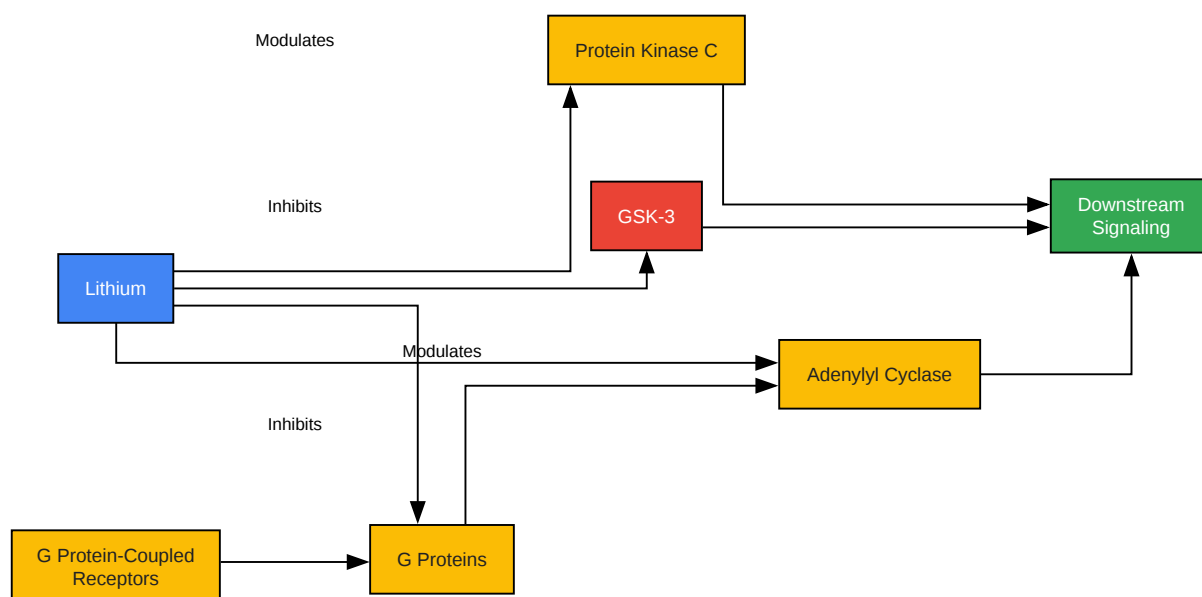 Modulates
Protein Kinase C
Inhibits
GSK-3
Downstream
Signaling
Lithium
Modulates
Adenylyl Cyclase
Inhibits
G Protein-Coupled
Receptors
G Proteins